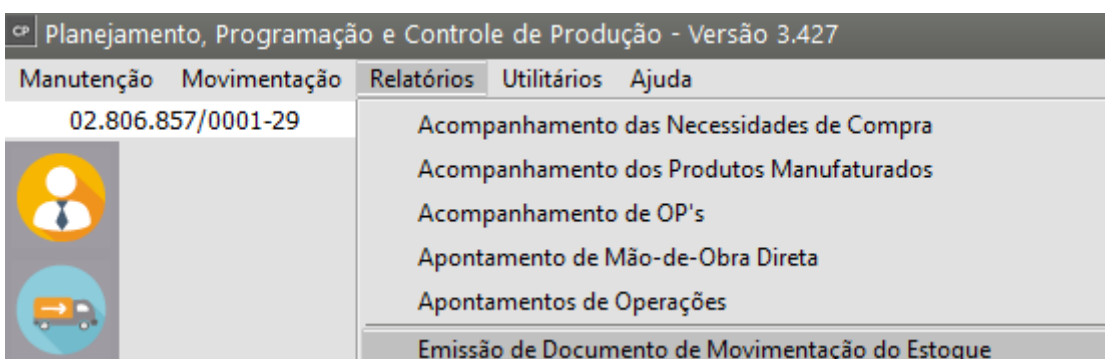 CP Planejamento, Programação e Controle de Produção - Versão 3.427
Manutenção Movimentação Relatórios Utilitários Ajuda
02.806.857/0001-29
Acompanhamento das Necessidades de Compra
Acompanhamento dos Produtos Manufaturados
Acompanhamento de OP's
Apontamento de Mão-de-Obra Direta
Apontamentos de Operações
Emissão de Documento de Movimentação do Estoque